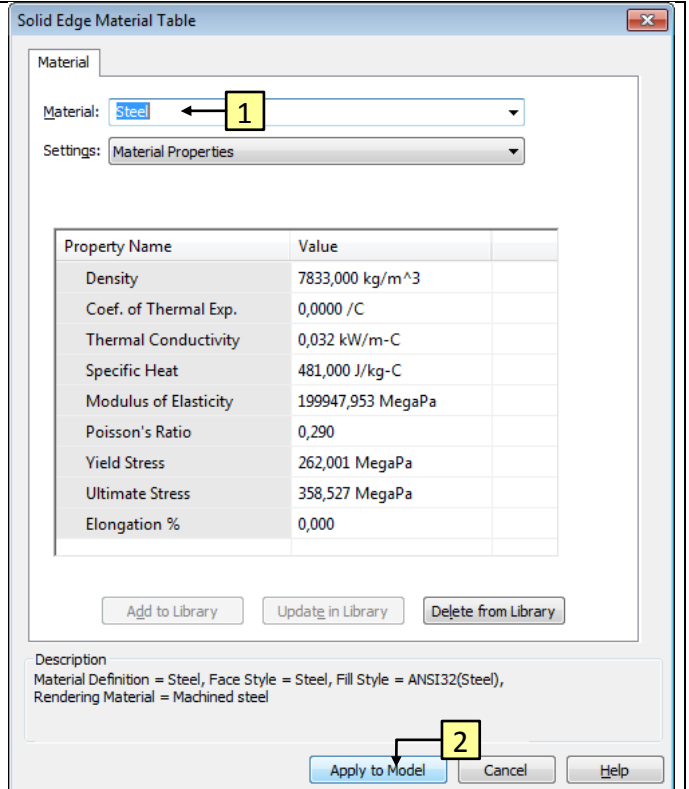 Solid Edge Material Table
Material
Material: Steel 1
Settings: Material Properties
Property Name Value
Density 7833,000 kg/m^3
Coef. of Thermal Exp. 0,0000 /C
Thermal Conductivity 0,032 kW/m-C
Specific Heat 481,000 J/kg-C
Modulus of Elasticity 199947,953 MegaPa
Poisson's Ratio 0,290
Yield Stress 262,001 MegaPa
Ultimate Stress 358,527 MegaPa
Elongation % 0,000
Add to Library Update in Library Delete from Library
Description
Material Definition = Steel, Face Style = Steel, Fill Style = ANSI32(Steel),
Rendering Material = Machined steel
2
Apply to Model Cancel Help